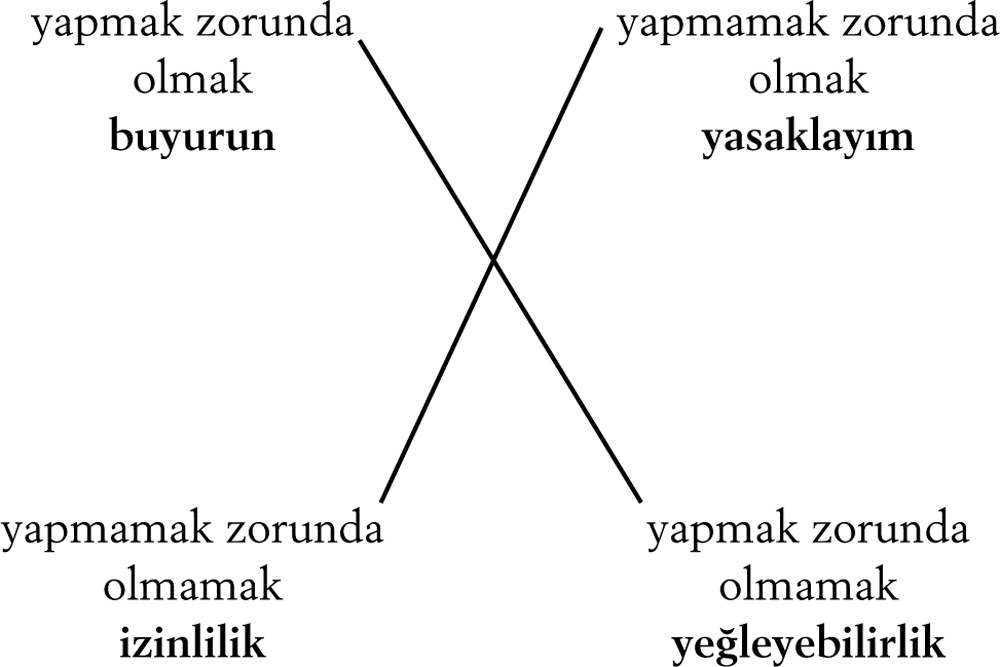 yapmak zorunda
olmak
buyurun
yapmamak zorunda
olmak
yasaklayım
yapmamak zorunda
olmamak
izinlilik
yapmak zorunda
olmamak
yeğleyebilirlik